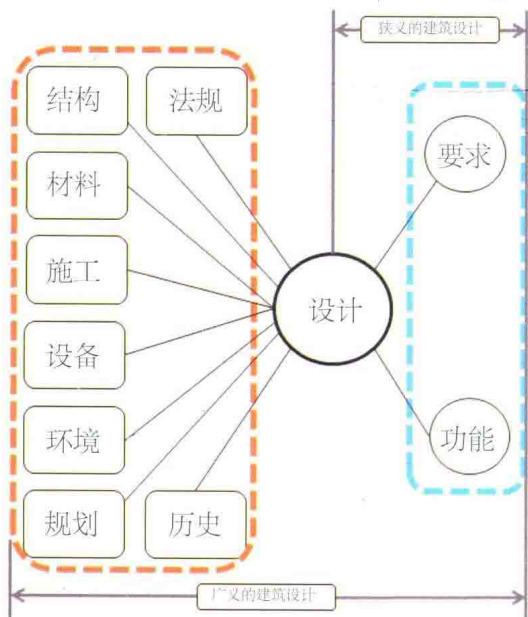 狭义的建筑设计
结构
法规
材料
要求
施工
设计
设备
环境
功能
规划
历史
广义的建筑设计